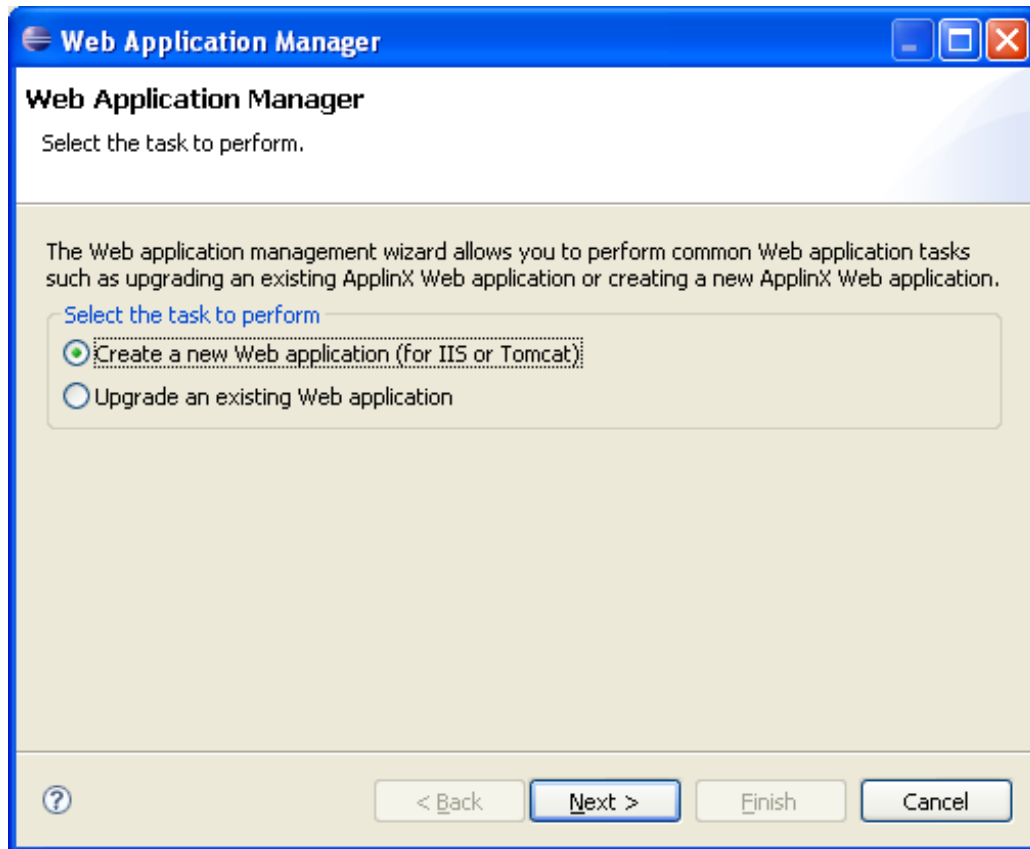 Web Application Manager
Web Application Manager
Select the task to perform.
The Web application management wizard allows you to perform common Web application tasks
such as upgrading an existing ApplinX Web application or creating a new ApplinX Web application.
Select the task to perform
Create a new Web application (for IIS or Tomcat)
Upgrade an existing Web application
? < Back Next > Finish Cancel